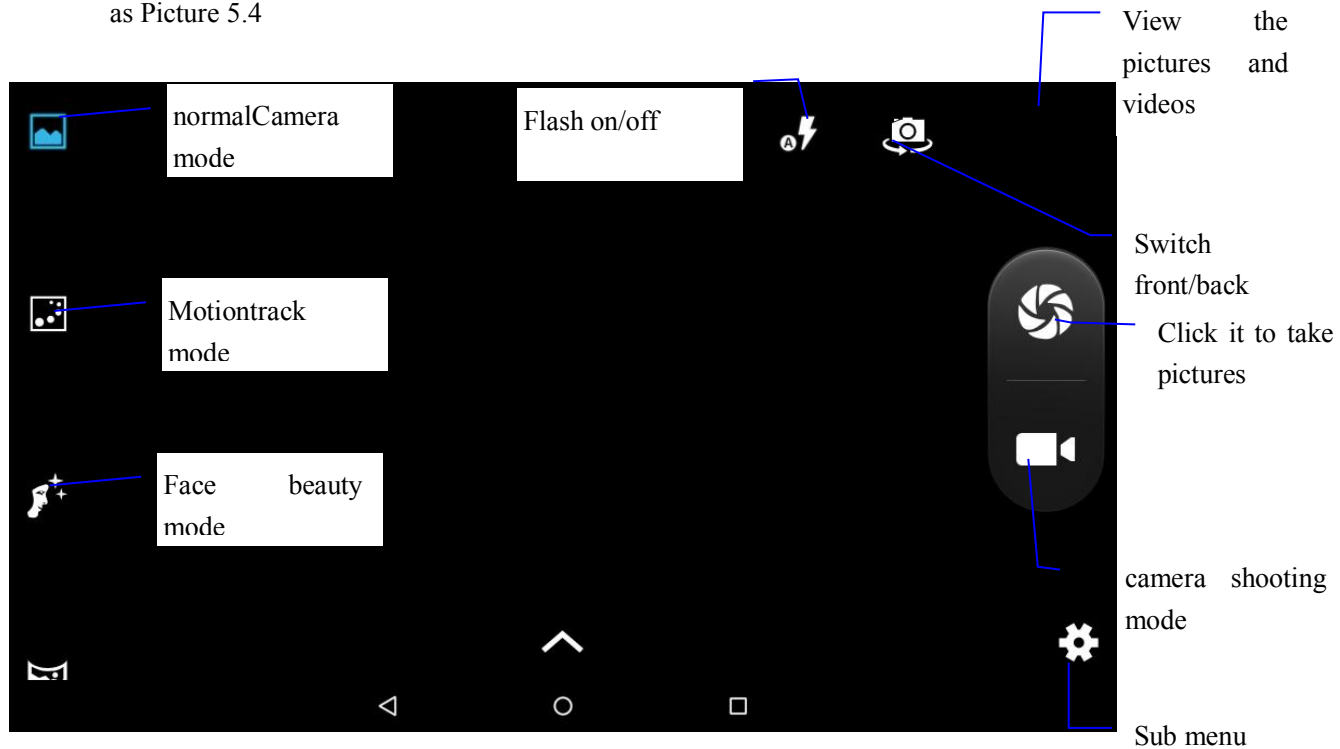 as Picture 5.4
View the
pictures and
videos
normalCamera
mode
Flash on/off
A
Switch
front/back
Motiontrack
mode
Click it to take
pictures
Face beauty
mode
camera shooting
mode
Sub menu